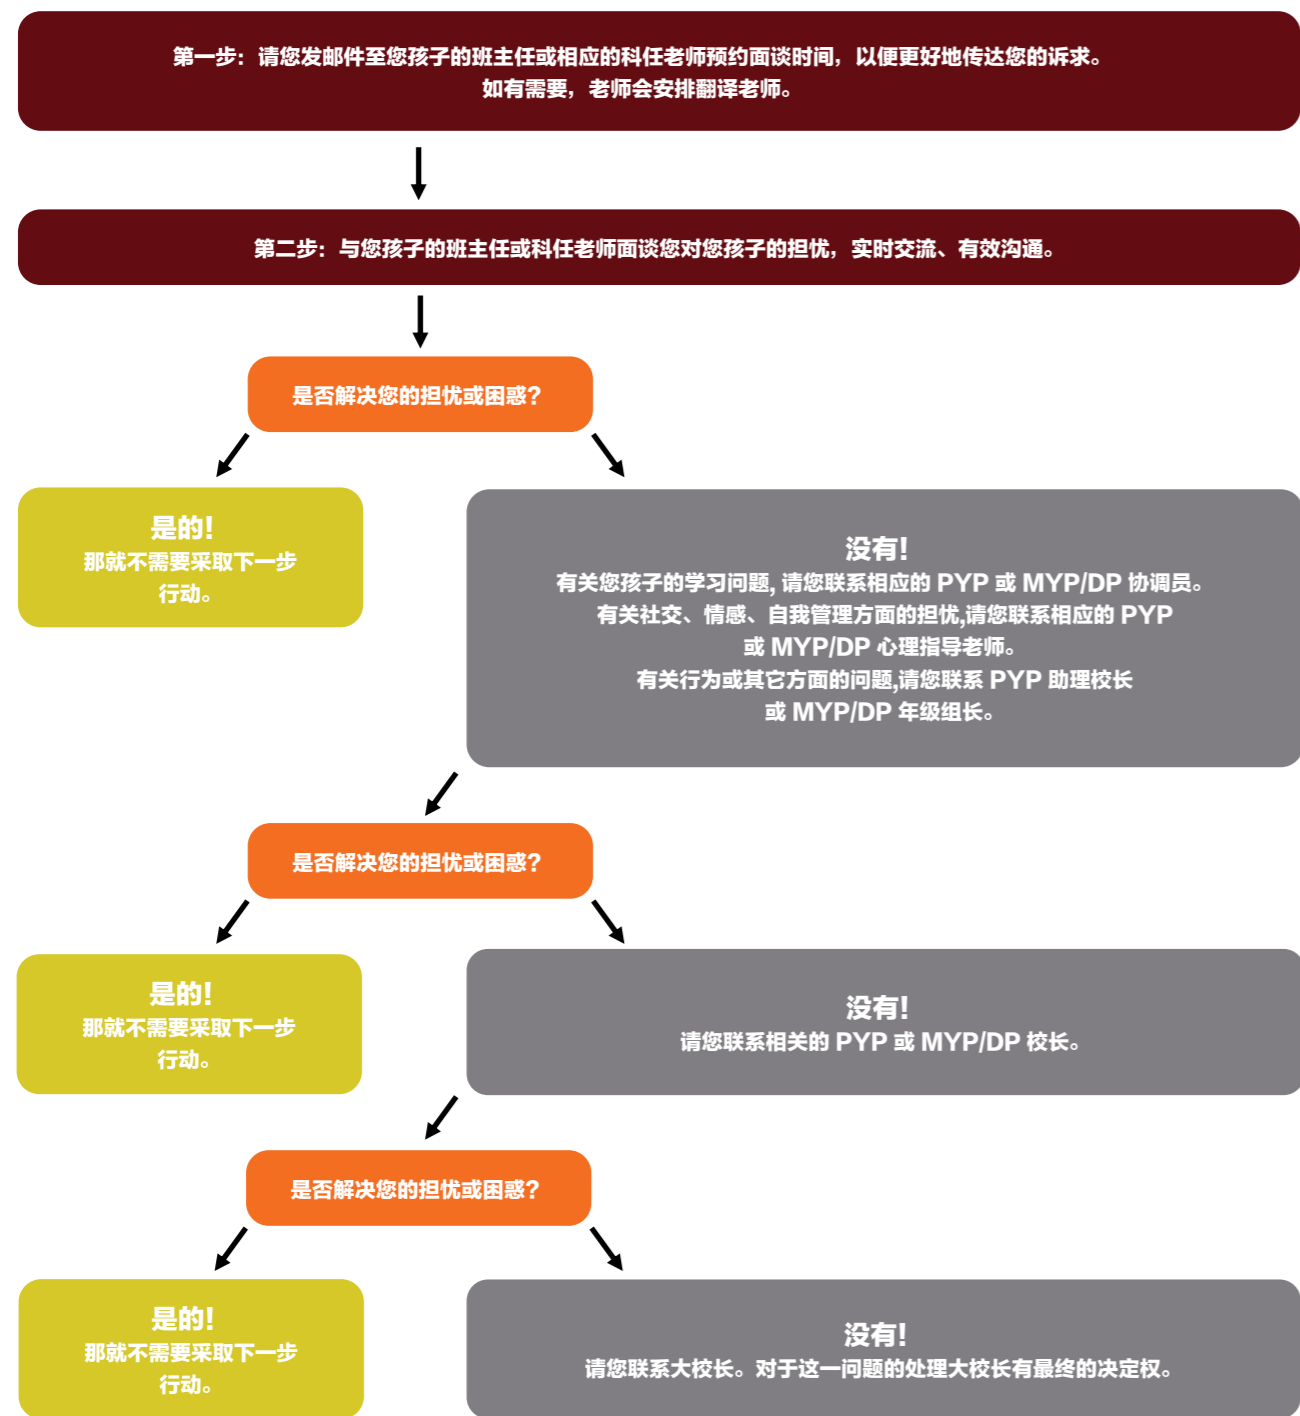 第一步：请您发邮件至您孩子的班主任或相应的科任老师预约面谈时间，以便更好地传达您的诉求。
如有需要，老师会安排翻译老师。
第二步：与您孩子的班主任或科任老师面谈您对您孩子的担忧，实时交流、有效沟通。
是否解决您的担忧或困惑?
是的!
那就不需要采取下一步
行动。
没有!
有关您孩子的学习问题, 请您联系相应的 PYP 或 MYP/DP 协调员。
有关社交、情感、自我管理方面的担忧,请您联系相应的 PYP
或 MYP/DP 心理指导老师。
有关行为或其它方面的问题,请您联系 PYP 助理校长
或 MYP/DP 年级组长。
是否解决您的担忧或困惑?
是的!
那就不需要采取下一步
行动。
没有!
请您联系相关的 PYP 或 MYP/DP 校长。
是否解决您的担忧或困惑?
是的!
那就不需要采取下一步
行动。
没有!
请您联系大校长。对于这一问题的处理大校长有最终的决定权。